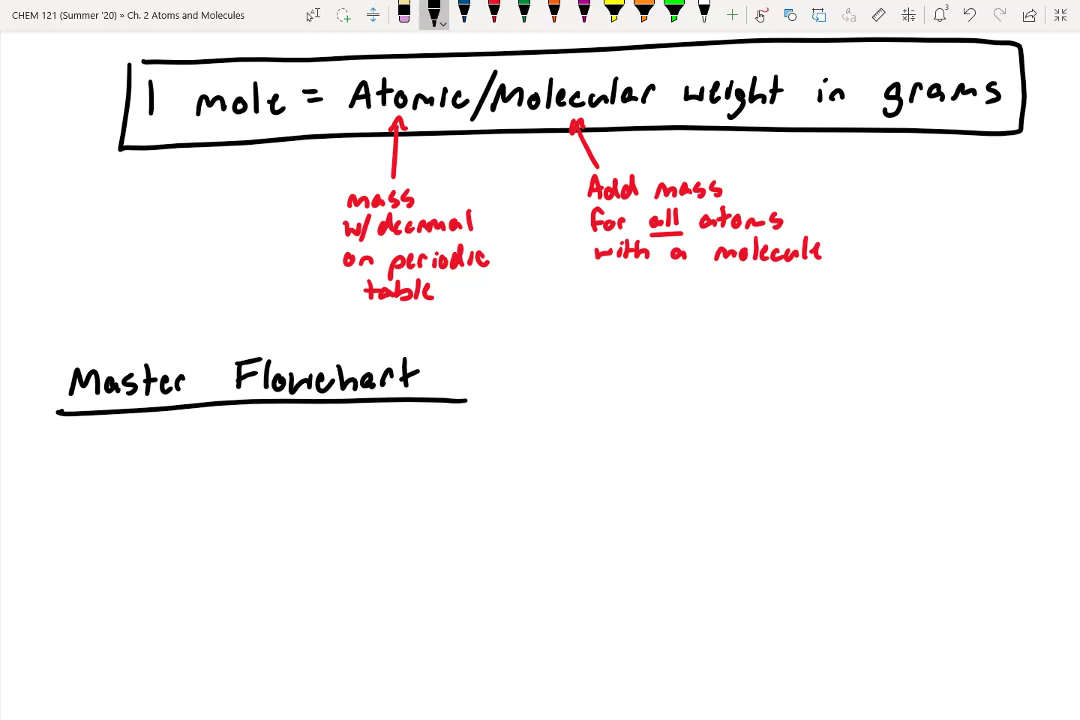 CHEM 121 (Summer '20) » Ch. 2 Atoms and Molecules
1 mole = Atomic/Molecular weight in grams
mass
w/ decimal
on periodic
table
Add mass
for all atoms
with a molecule
Master Flowchart